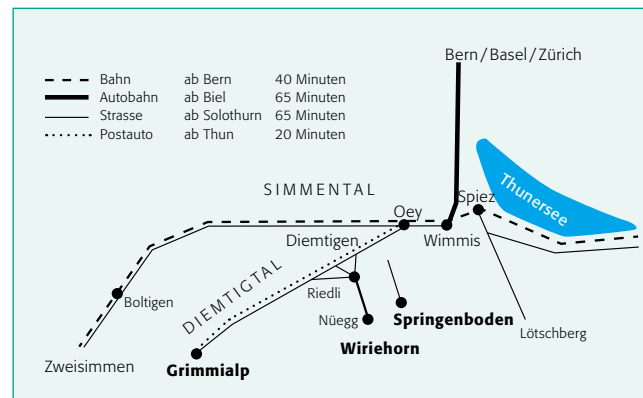 Bern/Basel/Zürich
Bahn ab Bern 40 Minuten
Autobahn ab Biel 65 Minuten
Strasse ab Solothurn 65 Minuten
Postauto ab Thun 20 Minuten
Thunersee
SIMMENTAL
Spiez
Oey
Diemtigen
Wimmis
DIEMTIGTAL
Riedli
Boltigen
Nüegg
Springenboden
Lötschberg
Wiriehorn
Zweisimmen
Grimmialp